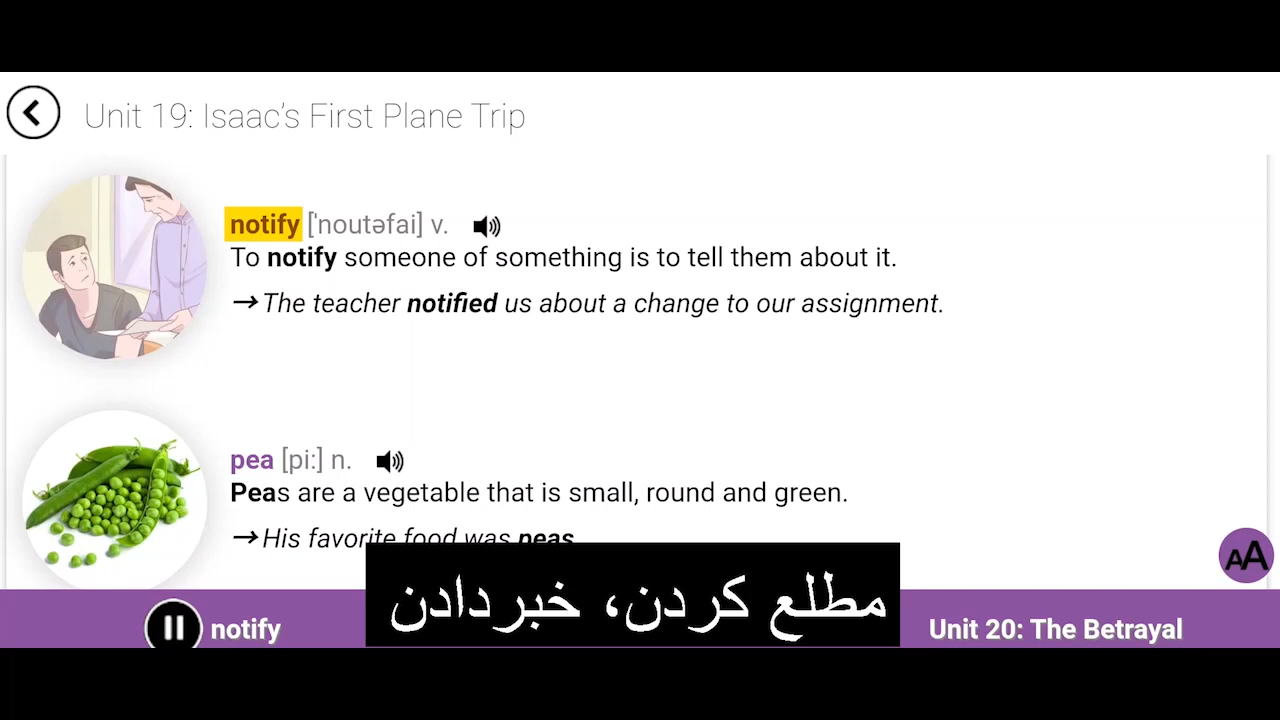 Unit 19: Isaac’s First Plane Trip
notify ['noutəfai] v.
To notify someone of something is to tell them about it.
→ The teacher notified us about a change to our assignment.
pea [pi:] n.
Peas are a vegetable that is small, round and green.
→ His favorite food was peas
AA
مطلع کردن، خبردادن
notify
Unit 20: The Betrayal